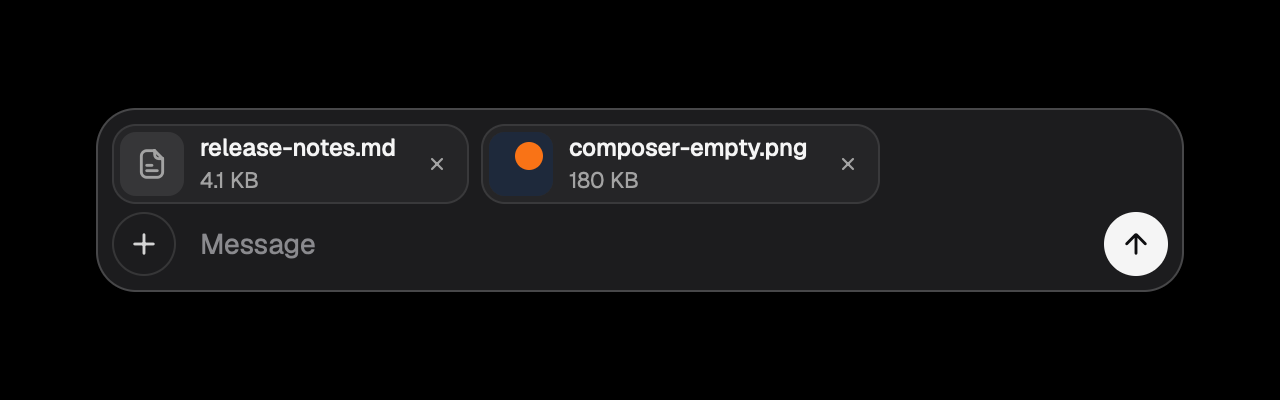 release-notes.md
4.1 KB
composer-empty.png
180 KB
Message